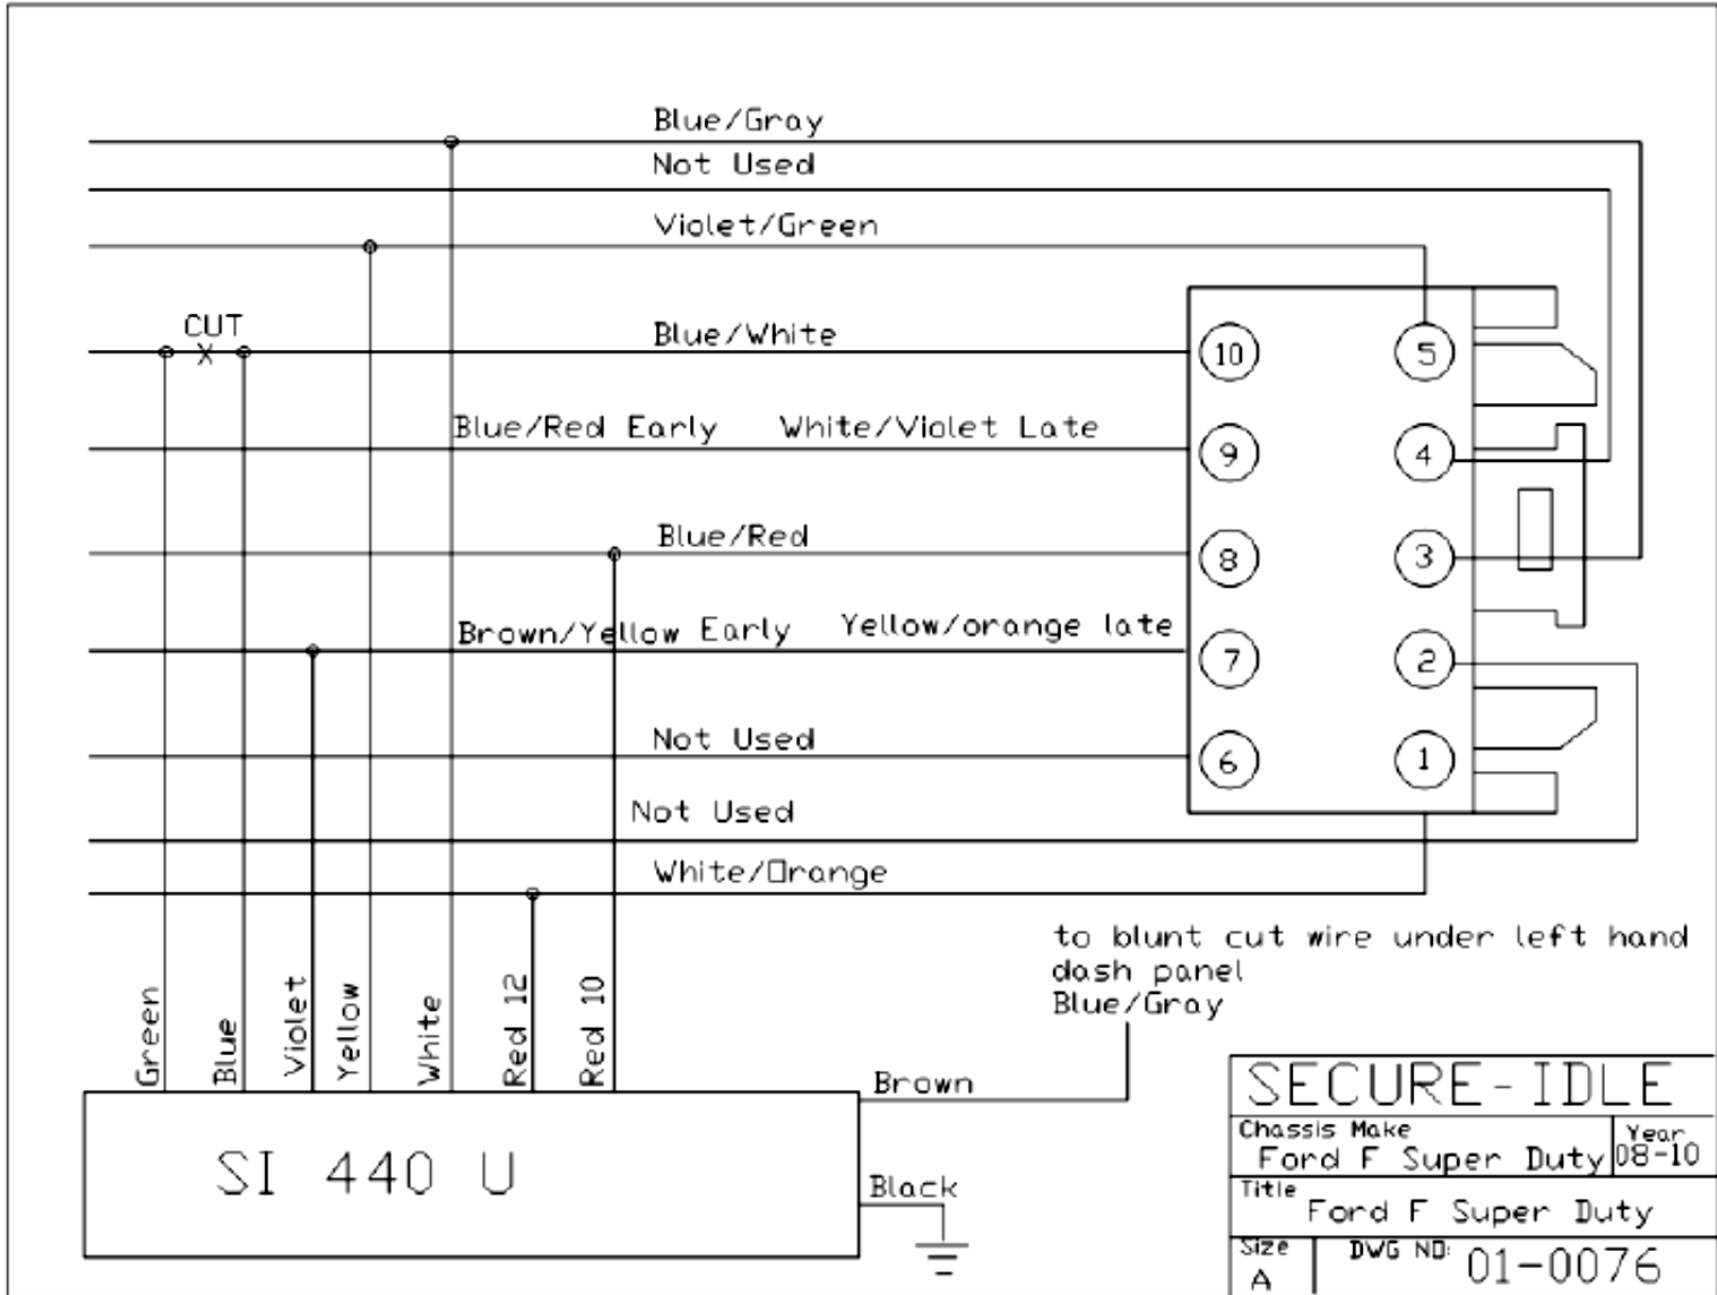 Blue/Gray
Not Used
Violet/Green
CUT
X
Blue/White
Blue/Red Early White/Violet Late
Blue/Red
Brown/Yellow Early Yellow/orange late
Not Used
Not Used
White/Orange
10 5
9 4
8 3
7 2
6 1
to blunt cut wire under left hand
dash panel
Blue/Gray
Green
Blue
Violet
Yellow
White
Red 12
Red 10
Brown
Black
SI 440 U
SECURE-IDLE
Chassis Make
Ford F Super Duty
Year
08-10
Title
Ford F Super Duty
Size
A
DWG NO: 01-0076